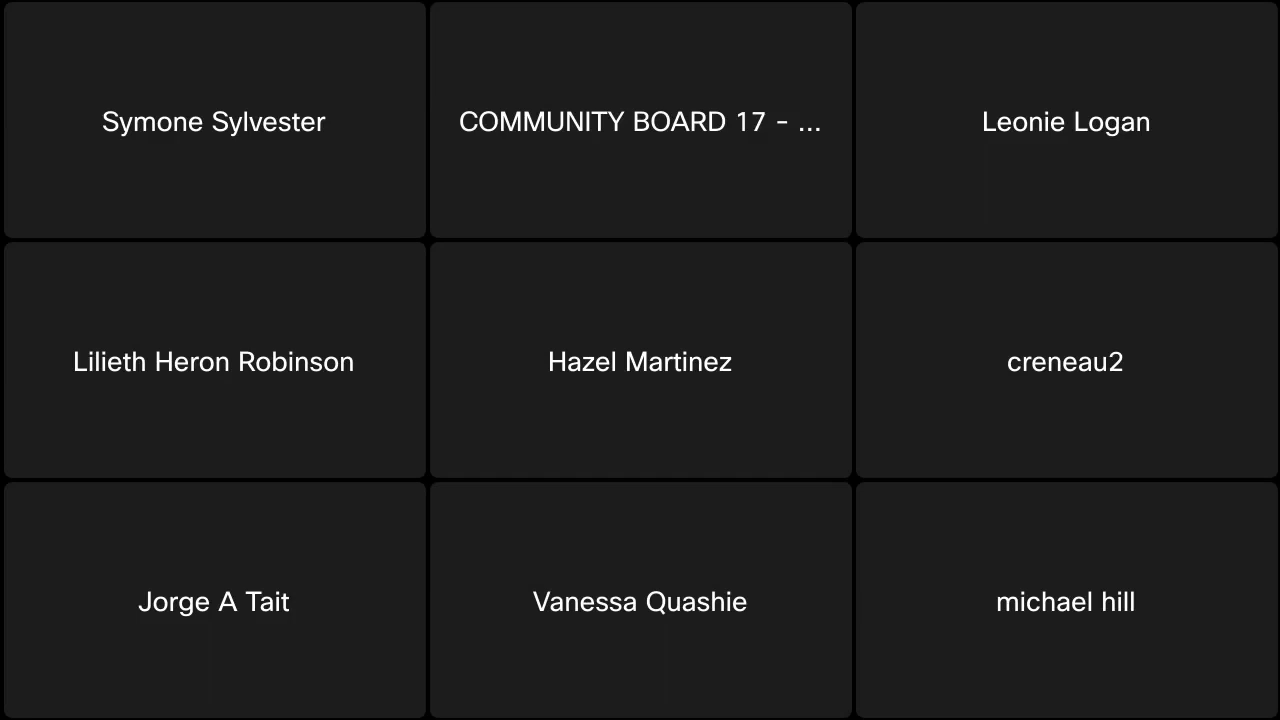 Symone Sylvester
COMMUNITY BOARD 17 - ...
Leonie Logan
Lilieth Heron Robinson
Hazel Martinez
creneau2
Jorge A Tait
Vanessa Quashie
michael hill